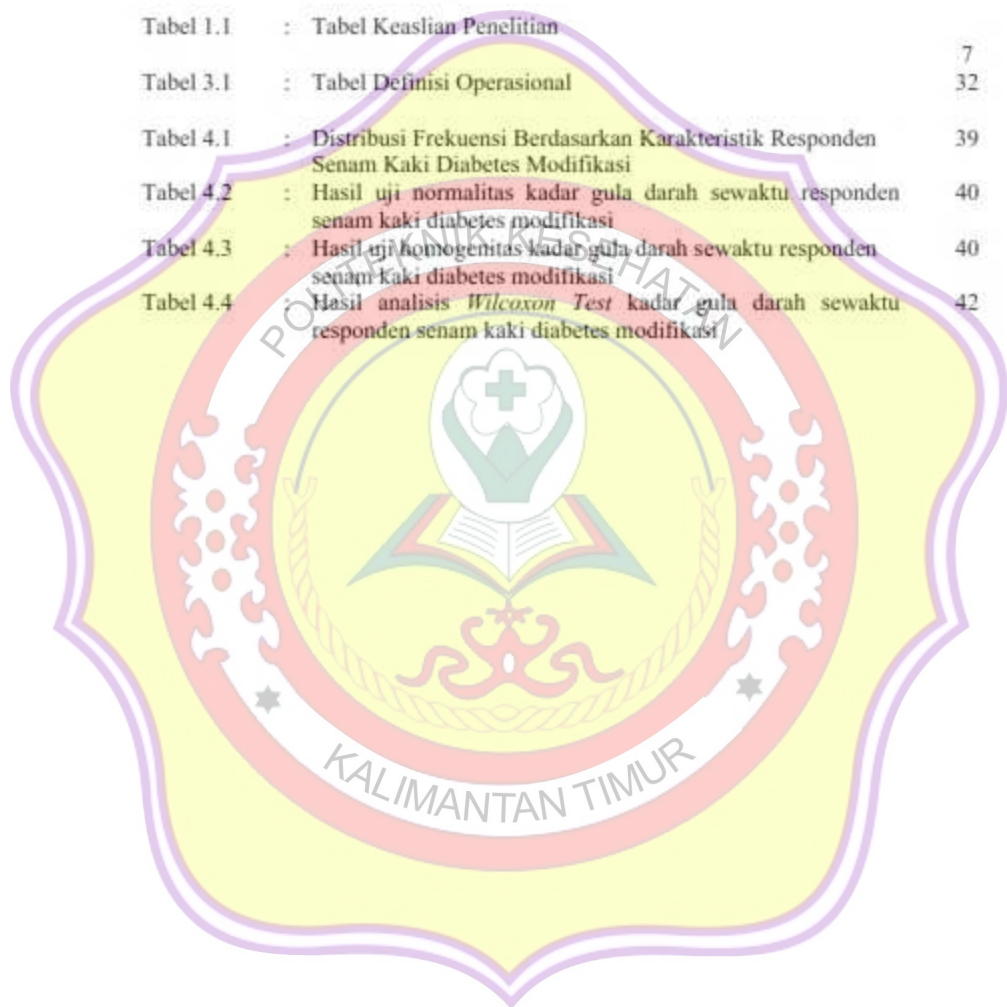 Tabel 1.1 : Tabel Keaslian Penelitian
7
Tabel 3.1 : Tabel Definisi Operasional 32
Tabel 4.1 : Distribusi Frekuensi Berdasarkan Karakteristik Responden 39
Senam Kaki Diabetes Modifikasi
Tabel 4.2 : Hasil uji normalitas kadar gula darah sewaktu responden 40
senam kaki diabetes modifikasi
Tabel 4.3 : Hasil uji homogenitas kadar gula darah sewaktu responden 40
senam kaki diabetes modifikasi
Tabel 4.4 : Hasil analisis Wilcoxon Test kadar gula darah sewaktu 42
responden senam kaki diabetes modifikasi
POLITEKNIK KESEHATAN
KALIMANTAN TIMUR